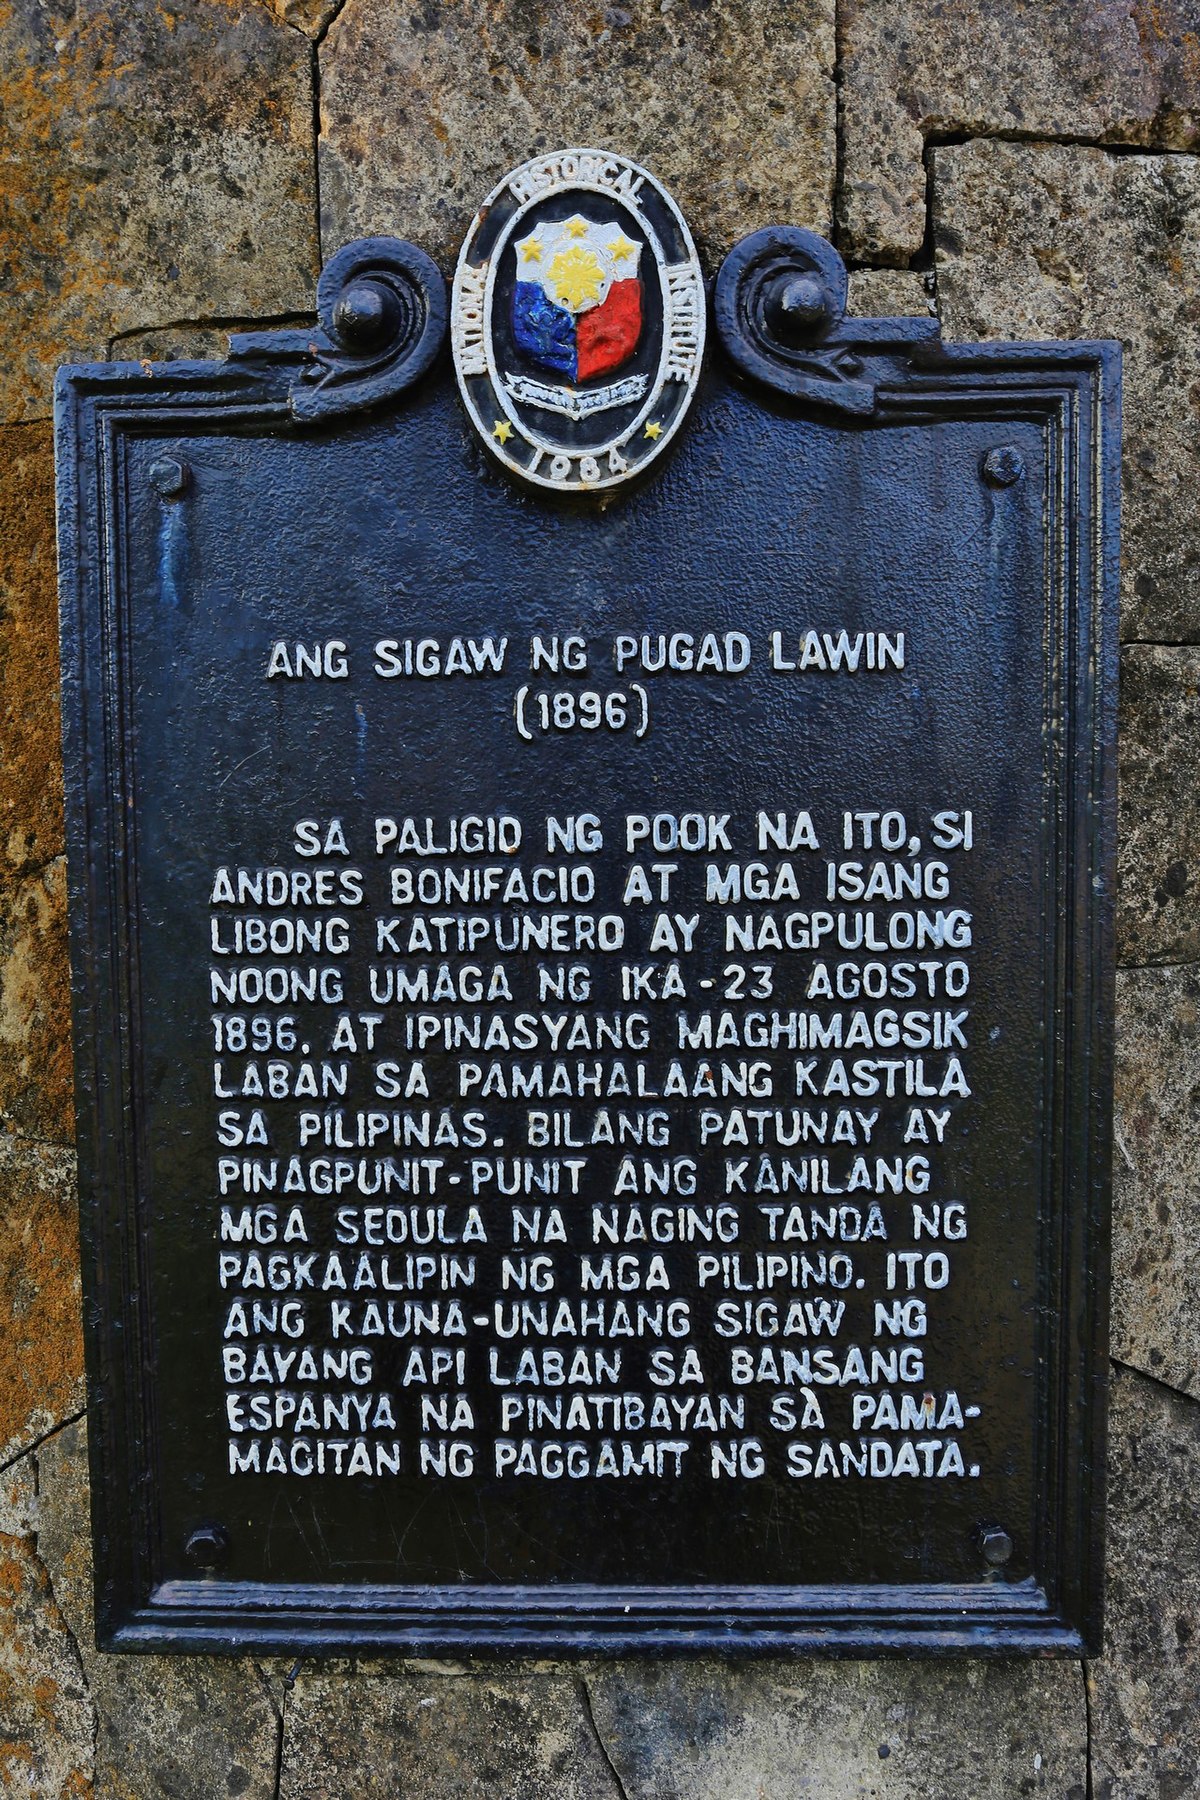 NATIONAL HISTORICAL INSTITUTE
1984
ANG SIGAW NG PUGAD LAWIN
(1896)
SA PALIGID NG POOK NA ITO, SI
ANDRES BONIFACIO AT MGA ISANG
LIBONG KATIPUNERO AY NAGPULONG
NOONG UMAGA NG IKA-23 AGOSTO
1896, AT IPINASYANG MAGHIMAGSIK
LABAN SA PAMAHALAANG KASTILA
SA PILIPINAS. BILANG PATUNAY AY
PINAGPUNIT-PUNIT ANG KANILANG
MGA SEDULA NA NAGING TANDA NG
PAGKAALIPIN NG MGA PILIPINO. ITO
ANG KAUNA-UNAHANG SIGAW NG
BAYANG API LABAN SA BANSANG
ESPANYA NA PINATIBAYAN SA PAMA-
MAGITAN NG PAGGAMIT NG SANDATA.